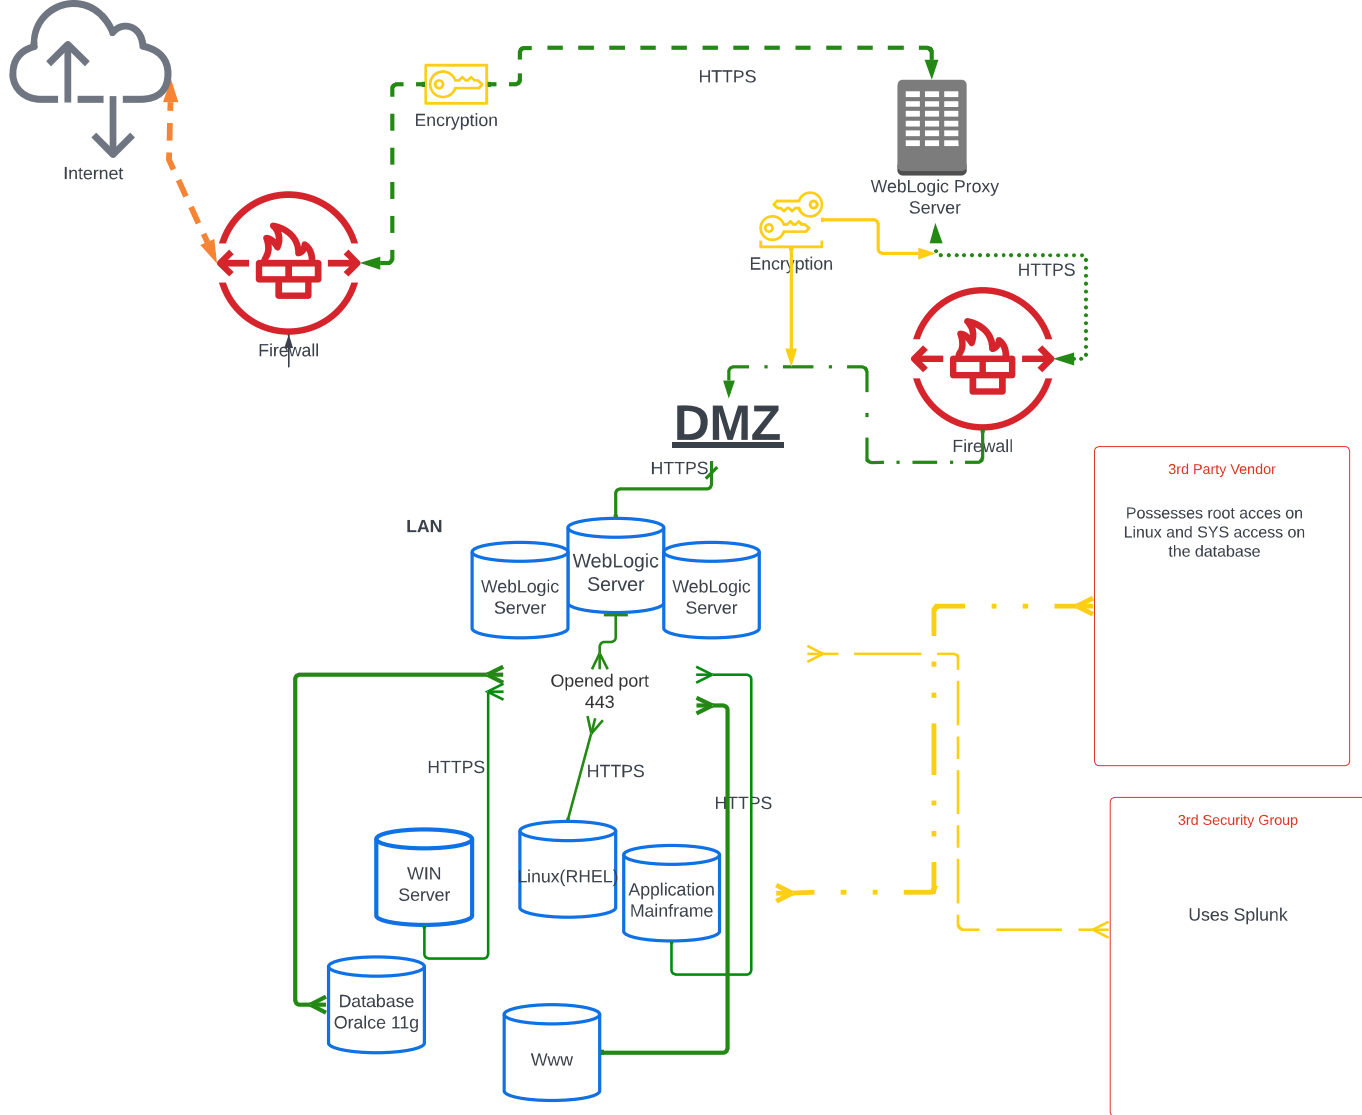 HTTPS
Encryption
Internet
WebLogic Proxy
Server
Encryption
HTTPS
Firewall
DMZ
Firewall
HTTPS
3rd Party Vendor
Possesses root acces on
Linux and SYS access on
the database
LAN
WebLogic
Server
WebLogic
Server
WebLogic
Server
Opened port
443
HTTPS
HTTPS
HTTPS
3rd Security Group
Uses Splunk
WIN
Server
Linux(RHEL)
Application
Mainframe
Database
Oralce 11g
Www